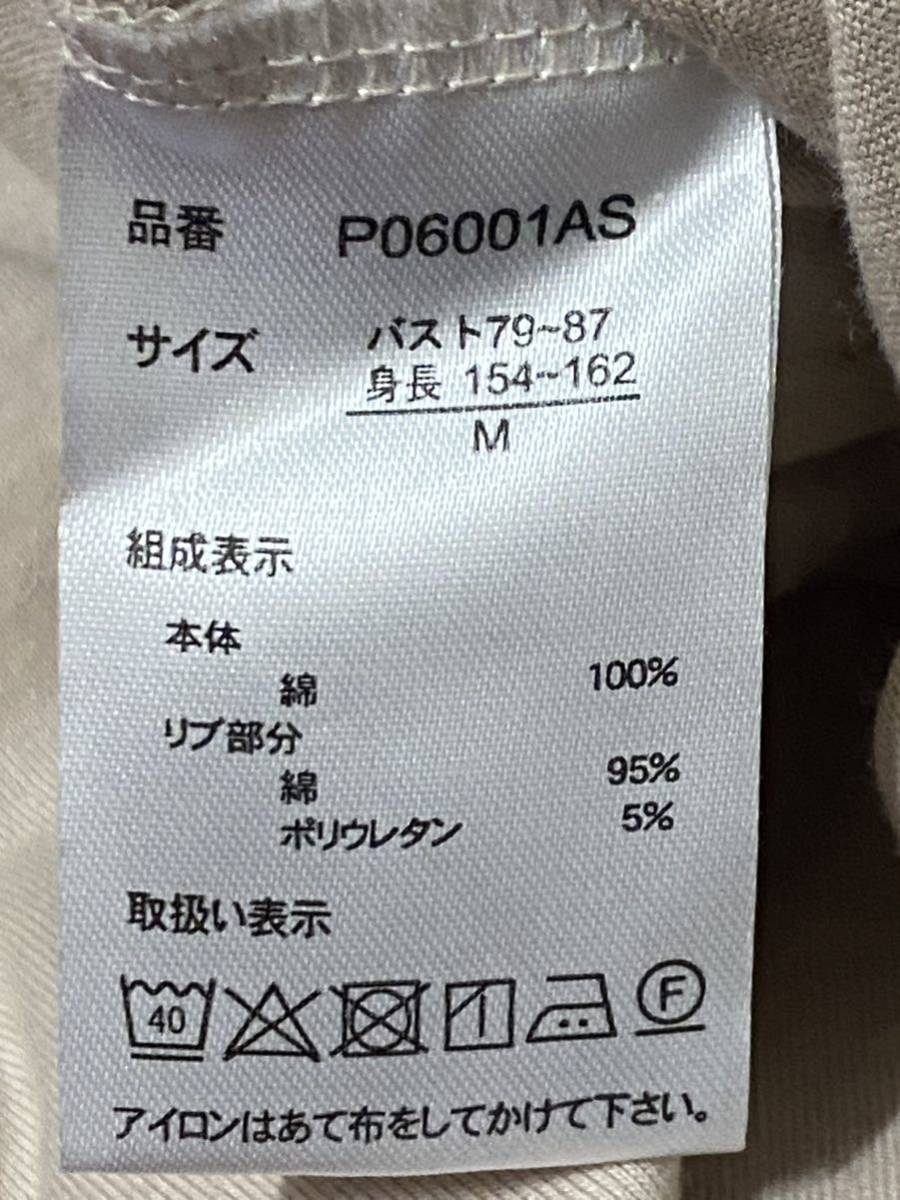 品番 P06001AS
サイズ バスト79~87
身長 154~162
M
組成表示
本体
綿 100%
リブ部分
綿 95%
ポリウレタン 5%
取扱い表示
40 F
アイロンはあて布をしてかけて下さい。